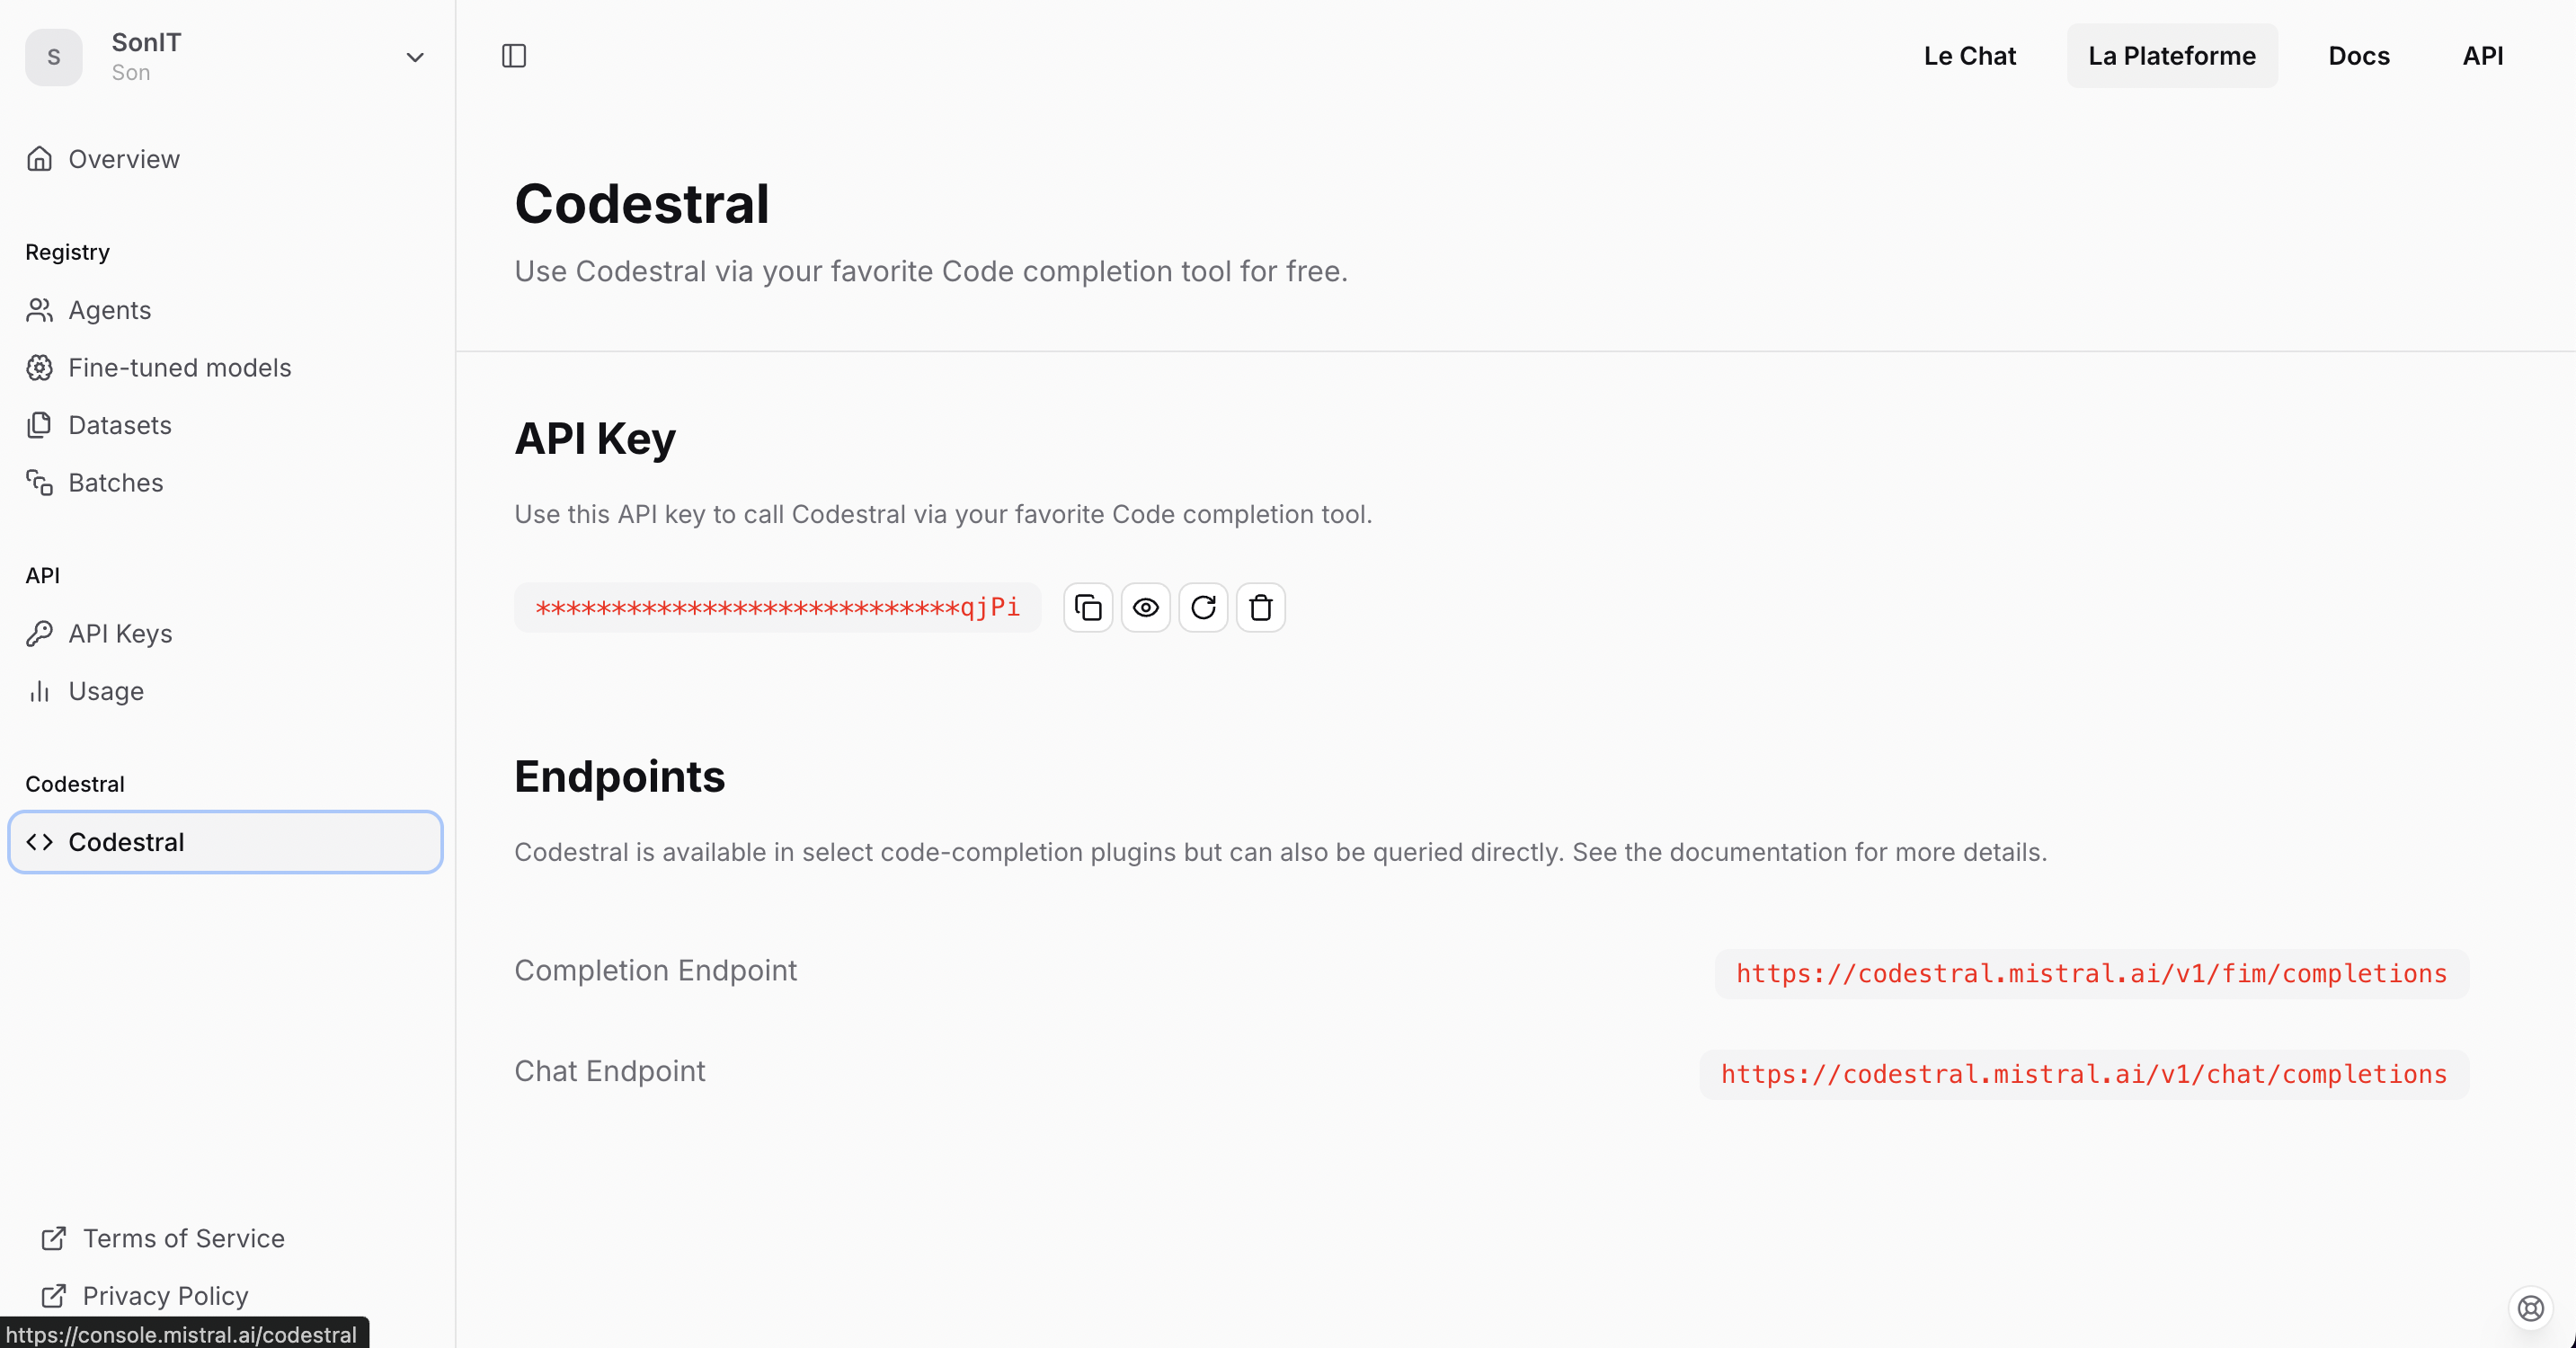 S
SonIT
Son
Overview
Registry
Agents
Fine-tuned models
Datasets
Batches
API
API Keys
Usage
Codestral
Codestral
Terms of Service
Privacy Policy
https://console.mistral.ai/codestral
Le Chat
La Plateforme
Docs
API
Codestral
Use Codestral via your favorite Code completion tool for free.
API Key
Use this API key to call Codestral via your favorite Code completion tool.
****************************qjPi
Endpoints
Codestral is available in select code-completion plugins but can also be queried directly. See the documentation for more details.
Completion Endpoint
https://codestral.mistral.ai/v1/fim/completions
Chat Endpoint
https://codestral.mistral.ai/v1/chat/completions